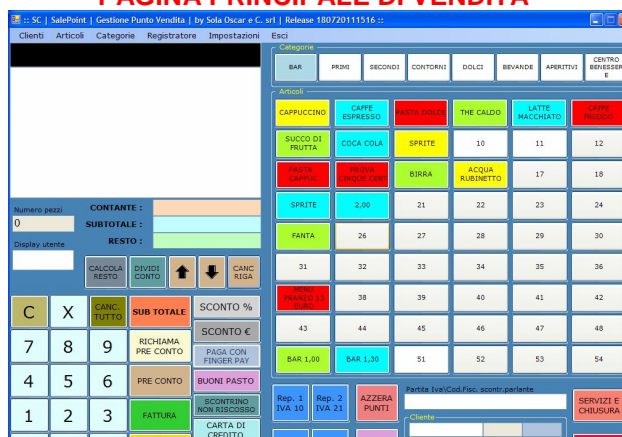 PAGINA PRINCIPALE DI VENDITA
:: SC | SalePoint | Gestione Punto Vendita | by Sola Oscar e C. srl | Release 180720111516 ::
Clienti Articoli Categorie Registratore Impostazioni Esci
Categorie
BAR PRIMI SECONDI CONTORNI DOLCI BEVANDE APERITIVI CENTRO BENESSERE
Articoli
CAPPUCCINO CAFFE ESPRESSO PASTA DOLCE THE CALDO LATTE MACCHIATO CAFFE FREDDO
SUCCO DI FRUTTA COCA COLA SPRITE 10 11 12
PASTA CAPPUC PROVA CINQUE CENT BIRRA ACQUA RUBINETTO 17 18
SPRITE 2,00 21 22 23 24
FANTA 26 27 28 29 30
31 32 33 34 35 36
MENU PRANZO 13 EURO 38 39 40 41 42
43 44 45 46 47 48
BAR 1,00 BAR 1,30 51 52 53 54
Numero pezzi CONTANTE :
0 SUBTOTALE :
Display utente RESTO :
CALCOLA RESTO DIVIDI CONTO CANC RIGA
C X CANC. TUTTO SUB TOTALE SCONTO %
SCONTO €
7 8 9 RICHIAMA PRE CONTO PAGA CON FINGER PAY
4 5 6 PRE CONTO BUONI PASTO
1 2 3 FATTURA SCONTRINO NON RISCOSSO
CARTA DI CREDITO
Rep. 1 IVA 10 Rep. 2 IVA 21 AZZERA PUNTI Partita Iva\Cod.Fisc. scontr.parlante SERVIZI E CHIUSURA
Cliente